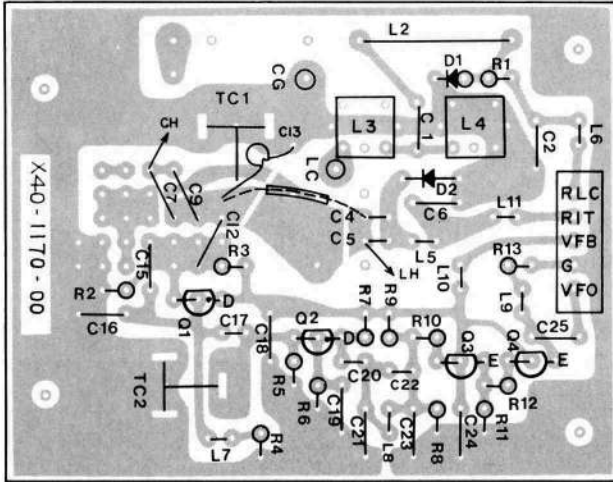 L2
D1
R1
CG
TC1
C13
C1
L3
L4
C2
L6
CH
LC
C7
C9
D2
RLC
C12
C4
C6
L11
RIT
X40-1170-00
C5
L5
VFB
C15
R3
LH
L10
R13
G
R2
D
L9
VFO
C16
Q1
C17
C18
Q2
D
R7
R9
R10
Q3
E
Q4
E
C25
TC2
R5
C20
C22
R6
C19
R12
L7
R4
C21
L8
C23
R8
C24
R11